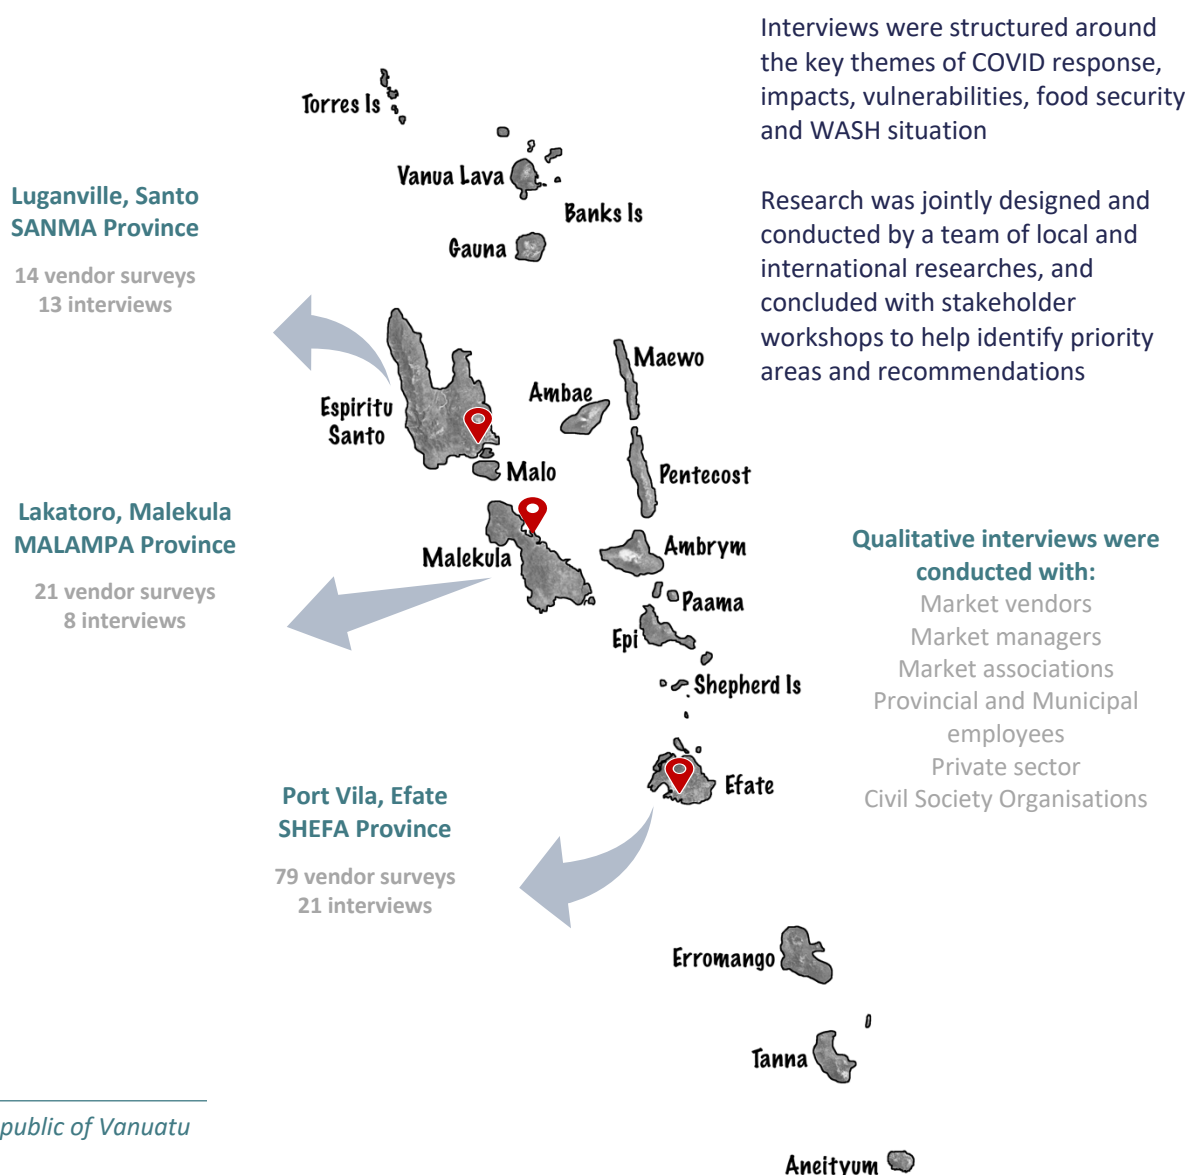 Interviews were structured around
the key themes of COVID response,
impacts, vulnerabilities, food security
and WASH situation
Research was jointly designed and
conducted by a team of local and
international researches, and
concluded with stakeholder
workshops to help identify priority
areas and recommendations
Torres Is
Vanua Lava
Banks Is
Gauna
Luganville, Santo
SANMA Province
14 vendor surveys
13 interviews
Maewo
Ambae
Espiritu
Santo
Malo
Pentecost
Lakatoro, Malekula
MALAMPA Province
21 vendor surveys
8 interviews
Malekula
Ambrym
Paama
Epi
Shepherd Is
Qualitative interviews were
conducted with:
Market vendors
Market managers
Market associations
Provincial and Municipal
employees
Private sector
Civil Society Organisations
Efate
Port Vila, Efate
SHEFA Province
79 vendor surveys
21 interviews
Erromango
Tanna
public of Vanuatu
Aneityum